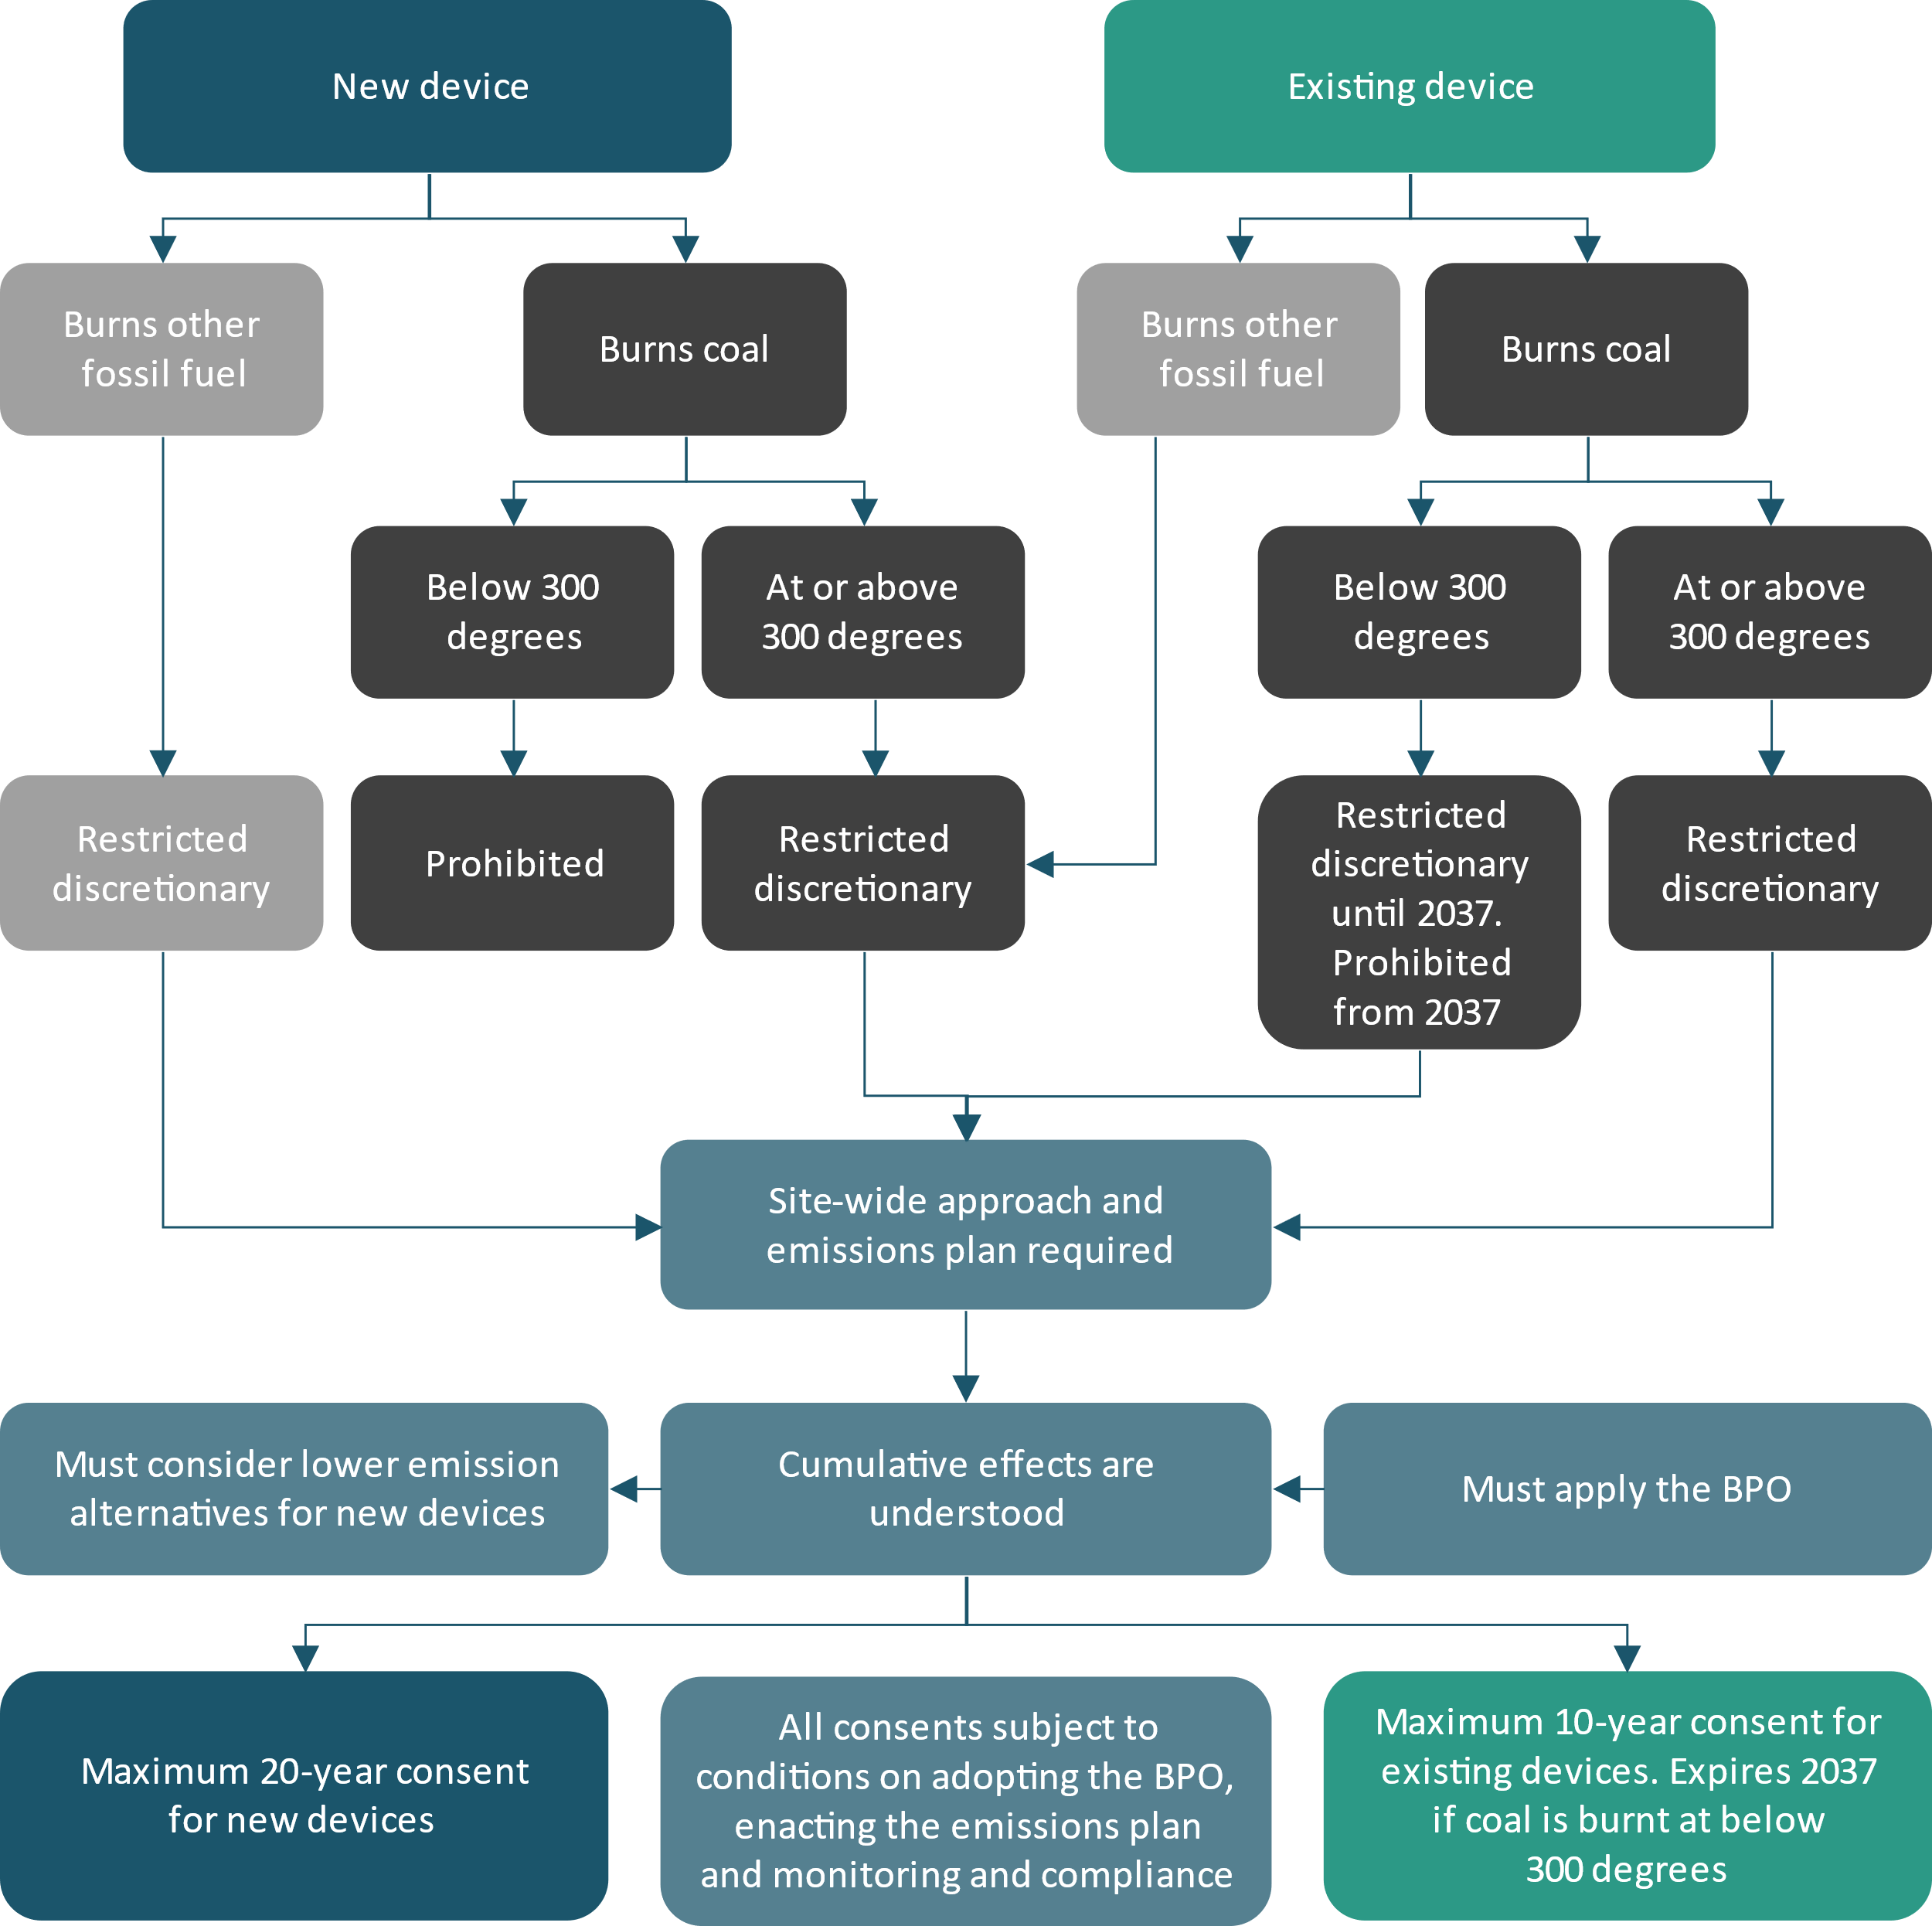 New device
Existing device
Burns other
fossil fuel
Burns coal
Burns other
fossil fuel
Burns coal
Below 300
degrees
At or above
300 degrees
Below 300
degrees
At or above
300 degrees
Restricted
discretionary
Prohibited
Restricted
discretionary
Restricted
discretionary
until 2037.
Prohibited
from 2037
Restricted
discretionary
Site-wide approach and
emissions plan required
Must consider lower emission
alternatives for new devices
Cumulative effects are
understood
Must apply the BPO
Maximum 20-year consent
for new devices
All consents subject to
conditions on adopting the BPO,
enacting the emissions plan
and monitoring and compliance
Maximum 10-year consent for
existing devices. Expires 2037
if coal is burnt at below
300 degrees